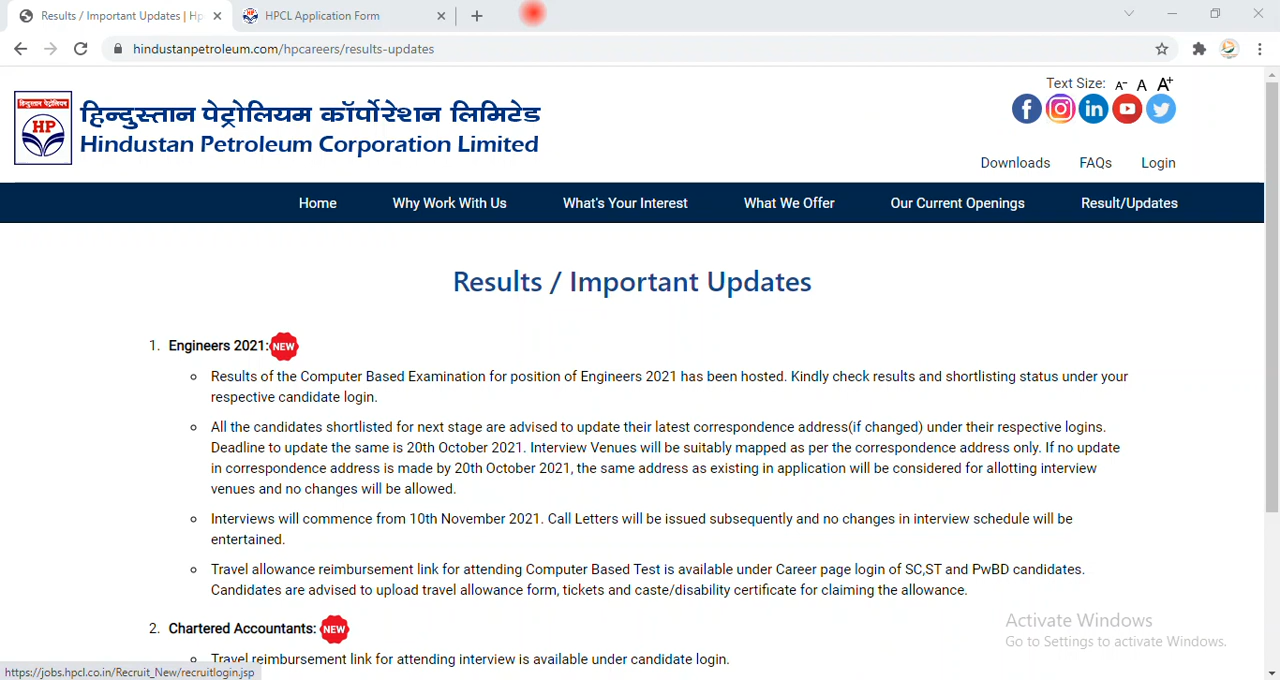 Results / Important Updates | Hp
HPCL Application Form
hindustanpetroleum.com/hpcareers/results-updates
Text Size: A- A A+
हिन्दुस्तान पेट्रोलियम
HP
हिन्दुस्तान पेट्रोलियम कॉर्पोरेशन लिमिटेड
Hindustan Petroleum Corporation Limited
Downloads FAQs Login
Home Why Work With Us What's Your Interest What We Offer Our Current Openings Result/Updates
Results / Important Updates
1. Engineers 2021: NEW
Results of the Computer Based Examination for position of Engineers 2021 has been hosted. Kindly check results and shortlisting status under your
respective candidate login.
All the candidates shortlisted for next stage are advised to update their latest correspondence address(if changed) under their respective logins.
Deadline to update the same is 20th October 2021. Interview Venues will be suitably mapped as per the correspondence address only. If no update
in correspondence address is made by 20th October 2021, the same address as existing in application will be considered for allotting interview
venues and no changes will be allowed.
Interviews will commence from 10th November 2021. Call Letters will be issued subsequently and no changes in interview schedule will be
entertained.
Travel allowance reimbursement link for attending Computer Based Test is available under Career page login of SC,ST and PwBD candidates.
Candidates are advised to upload travel allowance form, tickets and caste/disability certificate for claiming the allowance.
2. Chartered Accountants: NEW
Travel reimbursement link for attending interview is available under candidate login.
Activate Windows
Go to Settings to activate Windows.
https://jobs.hpcl.co.in/Recruit_New/recruitlogin.jsp